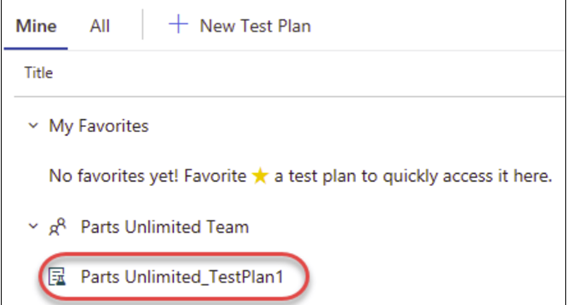 Mine All New Test Plan
Title
My Favorites
No favorites yet! Favorite a test plan to quickly access it here.
Parts Unlimited Team
Parts Unlimited_TestPlan1